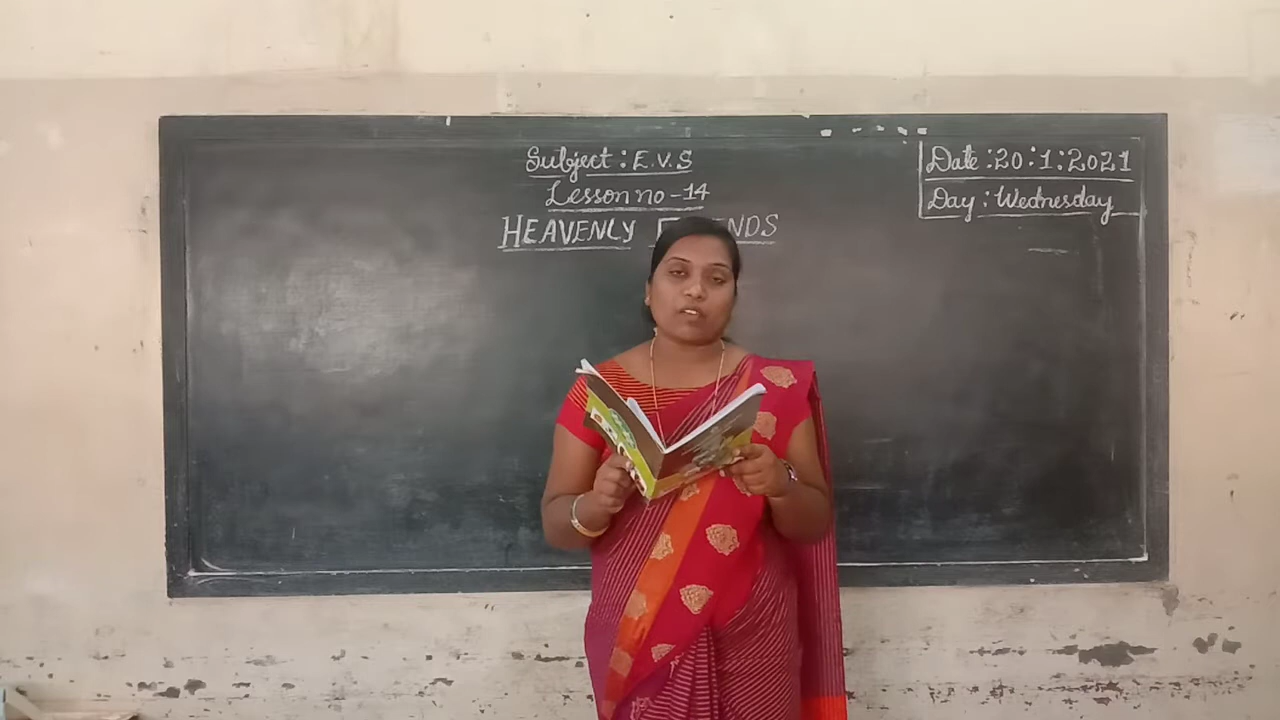 Subject : E.V.S
Lesson no - 14
HEAVENLY
Date : 20 : 1 : 2021
Day : Wednesday